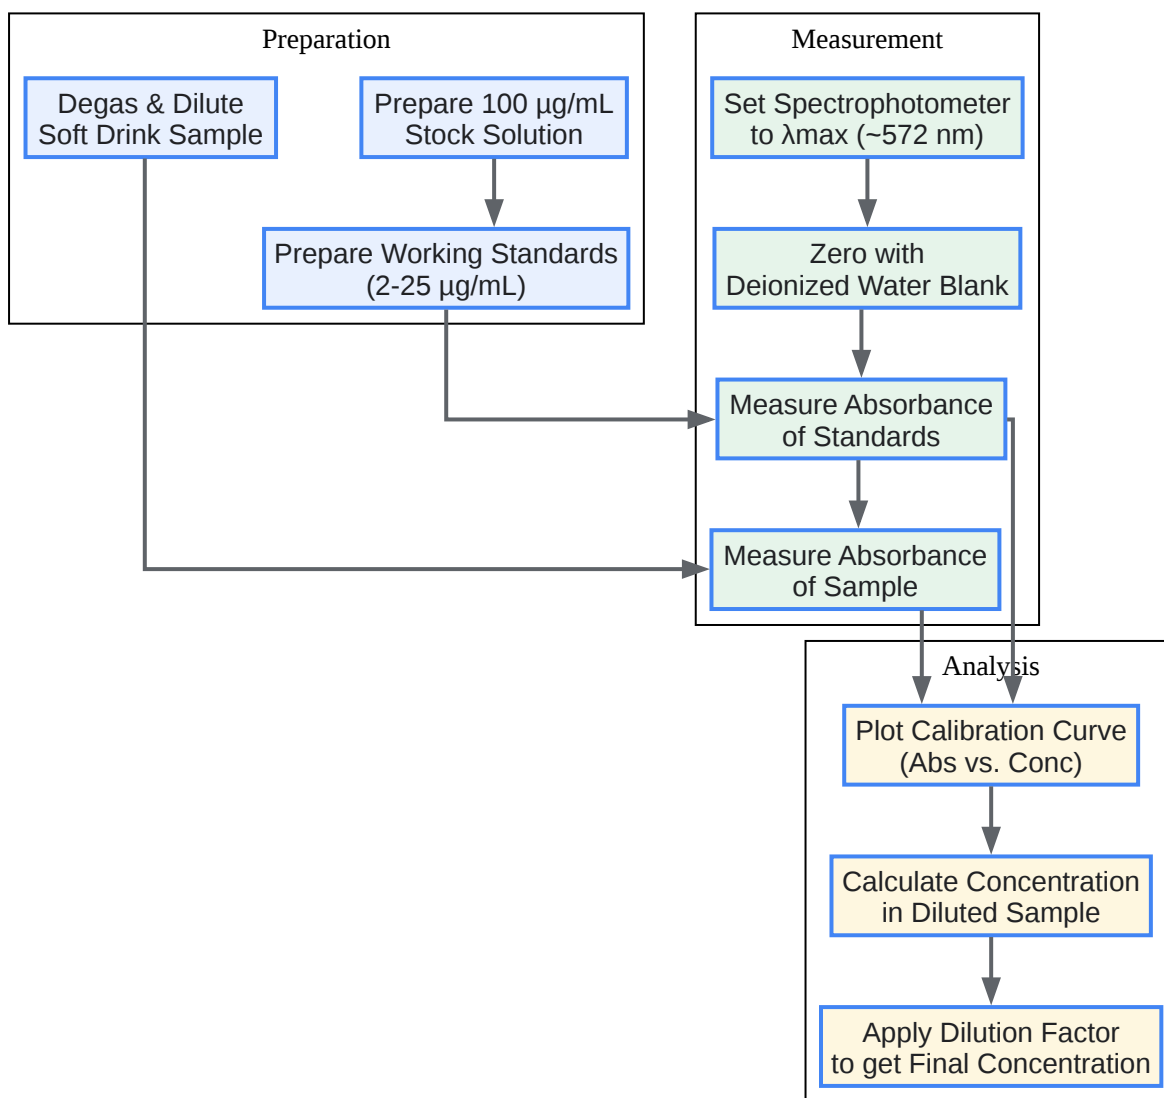 Preparation
Degas & Dilute
Soft Drink Sample
Prepare 100 µg/mL
Stock Solution
Prepare Working Standards
(2-25 µg/mL)
Measurement
Set Spectrophotometer
to λmax (~572 nm)
Zero with
Deionized Water Blank
Measure Absorbance
of Standards
Measure Absorbance
of Sample
Analysis
Plot Calibration Curve
(Abs vs. Conc)
Calculate Concentration
in Diluted Sample
Apply Dilution Factor
to get Final Concentration